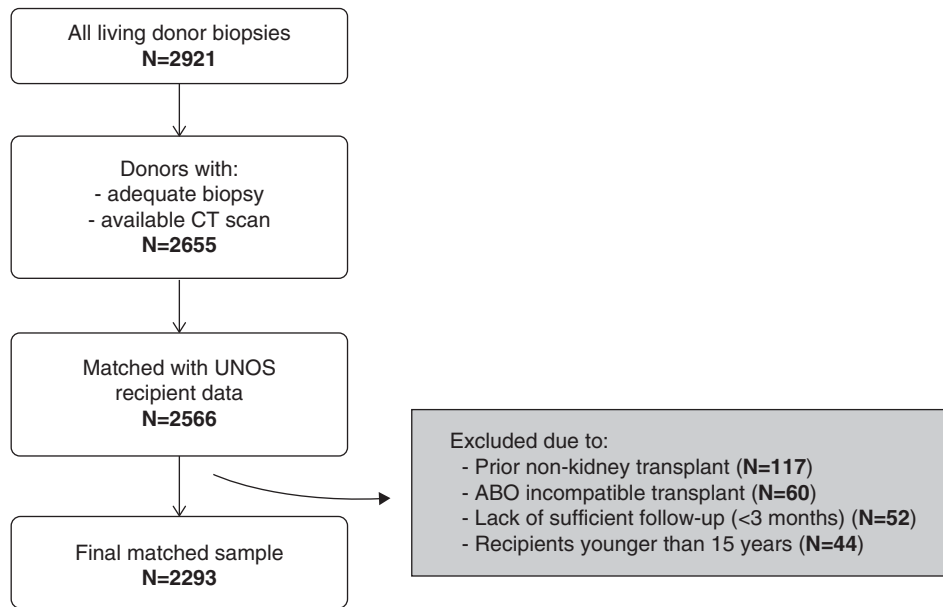 All living donor biopsies
N=2921
Donors with:
- adequate biopsy
- available CT scan
N=2655
Matched with UNOS
recipient data
N=2566
Excluded due to:
- Prior non-kidney transplant (N=117)
- ABO incompatible transplant (N=60)
- Lack of sufficient follow-up (<3 months) (N=52)
- Recipients younger than 15 years (N=44)
Final matched sample
N=2293